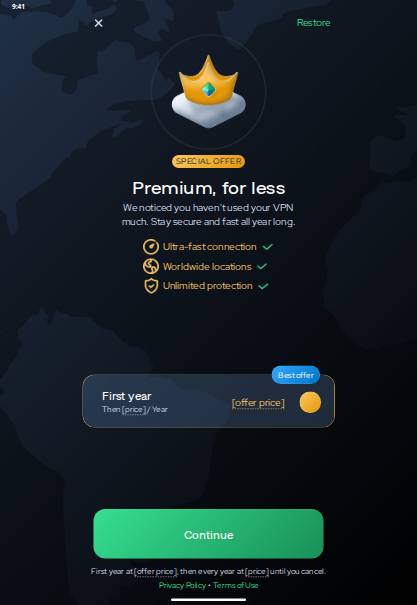 9:41
Restore
SPECIAL OFFER
Premium, for less
We noticed you haven't used your VPN
much. Stay secure and fast all year long.
Ultra-fast connection
Worldwide locations
Unlimited protection
Best offer
First year
Then [price] / Year
[offer price]
Continue
First year at [offer price], then every year at [price] until you cancel.
Privacy Policy • Terms of Use